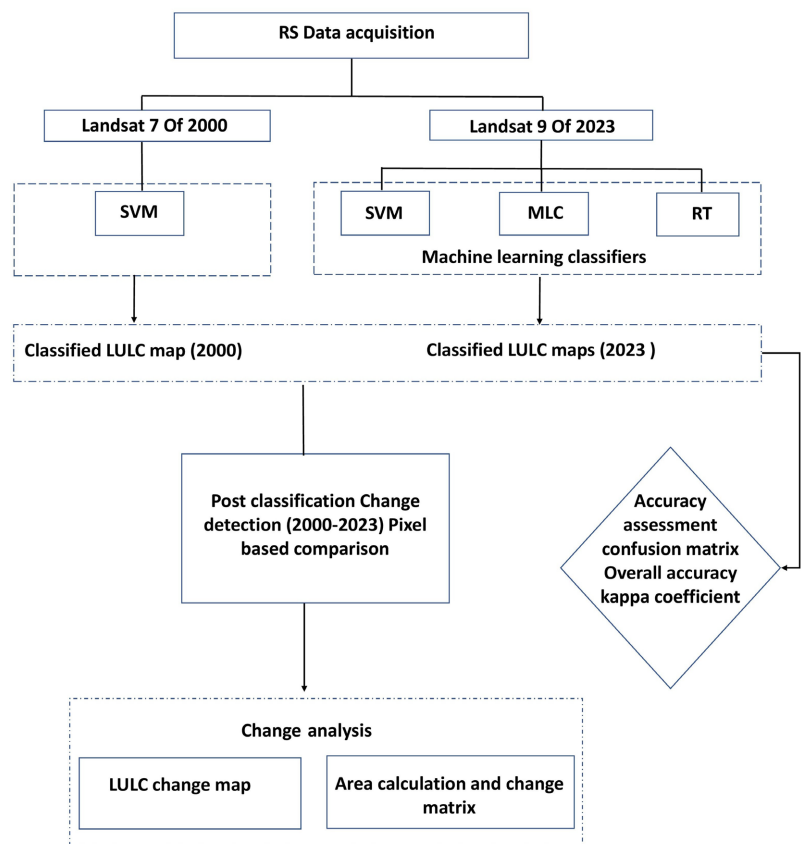 RS Data acquisition
Landsat 7 Of 2000
Landsat 9 Of 2023
SVM
SVM
MLC
RT
Machine learning classifiers
Classified LULC map (2000)
Classified LULC maps (2023 )
Post classification Change
detection (2000-2023) Pixel
based comparison
Accuracy
assessment
confusion matrix
Overall accuracy
kappa coefficient
Change analysis
LULC change map
Area calculation and change
matrix